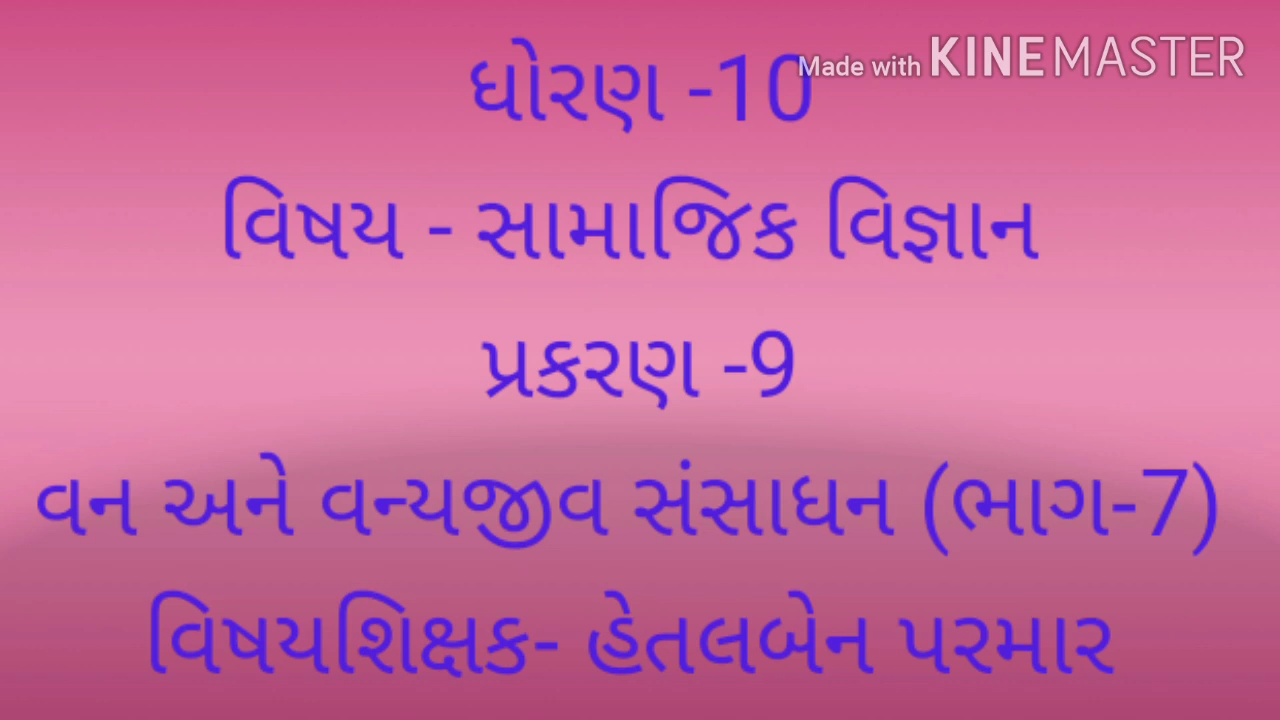 Made with KINEMASTER
ધોરણ -10
વિષય - સામાજિક વિજ્ઞાન
પ્રકરણ -9
વન અને વન્યજીવ સંસાધન (ભાગ-7)
વિષયશિક્ષક- હેતલબેન પરમાર